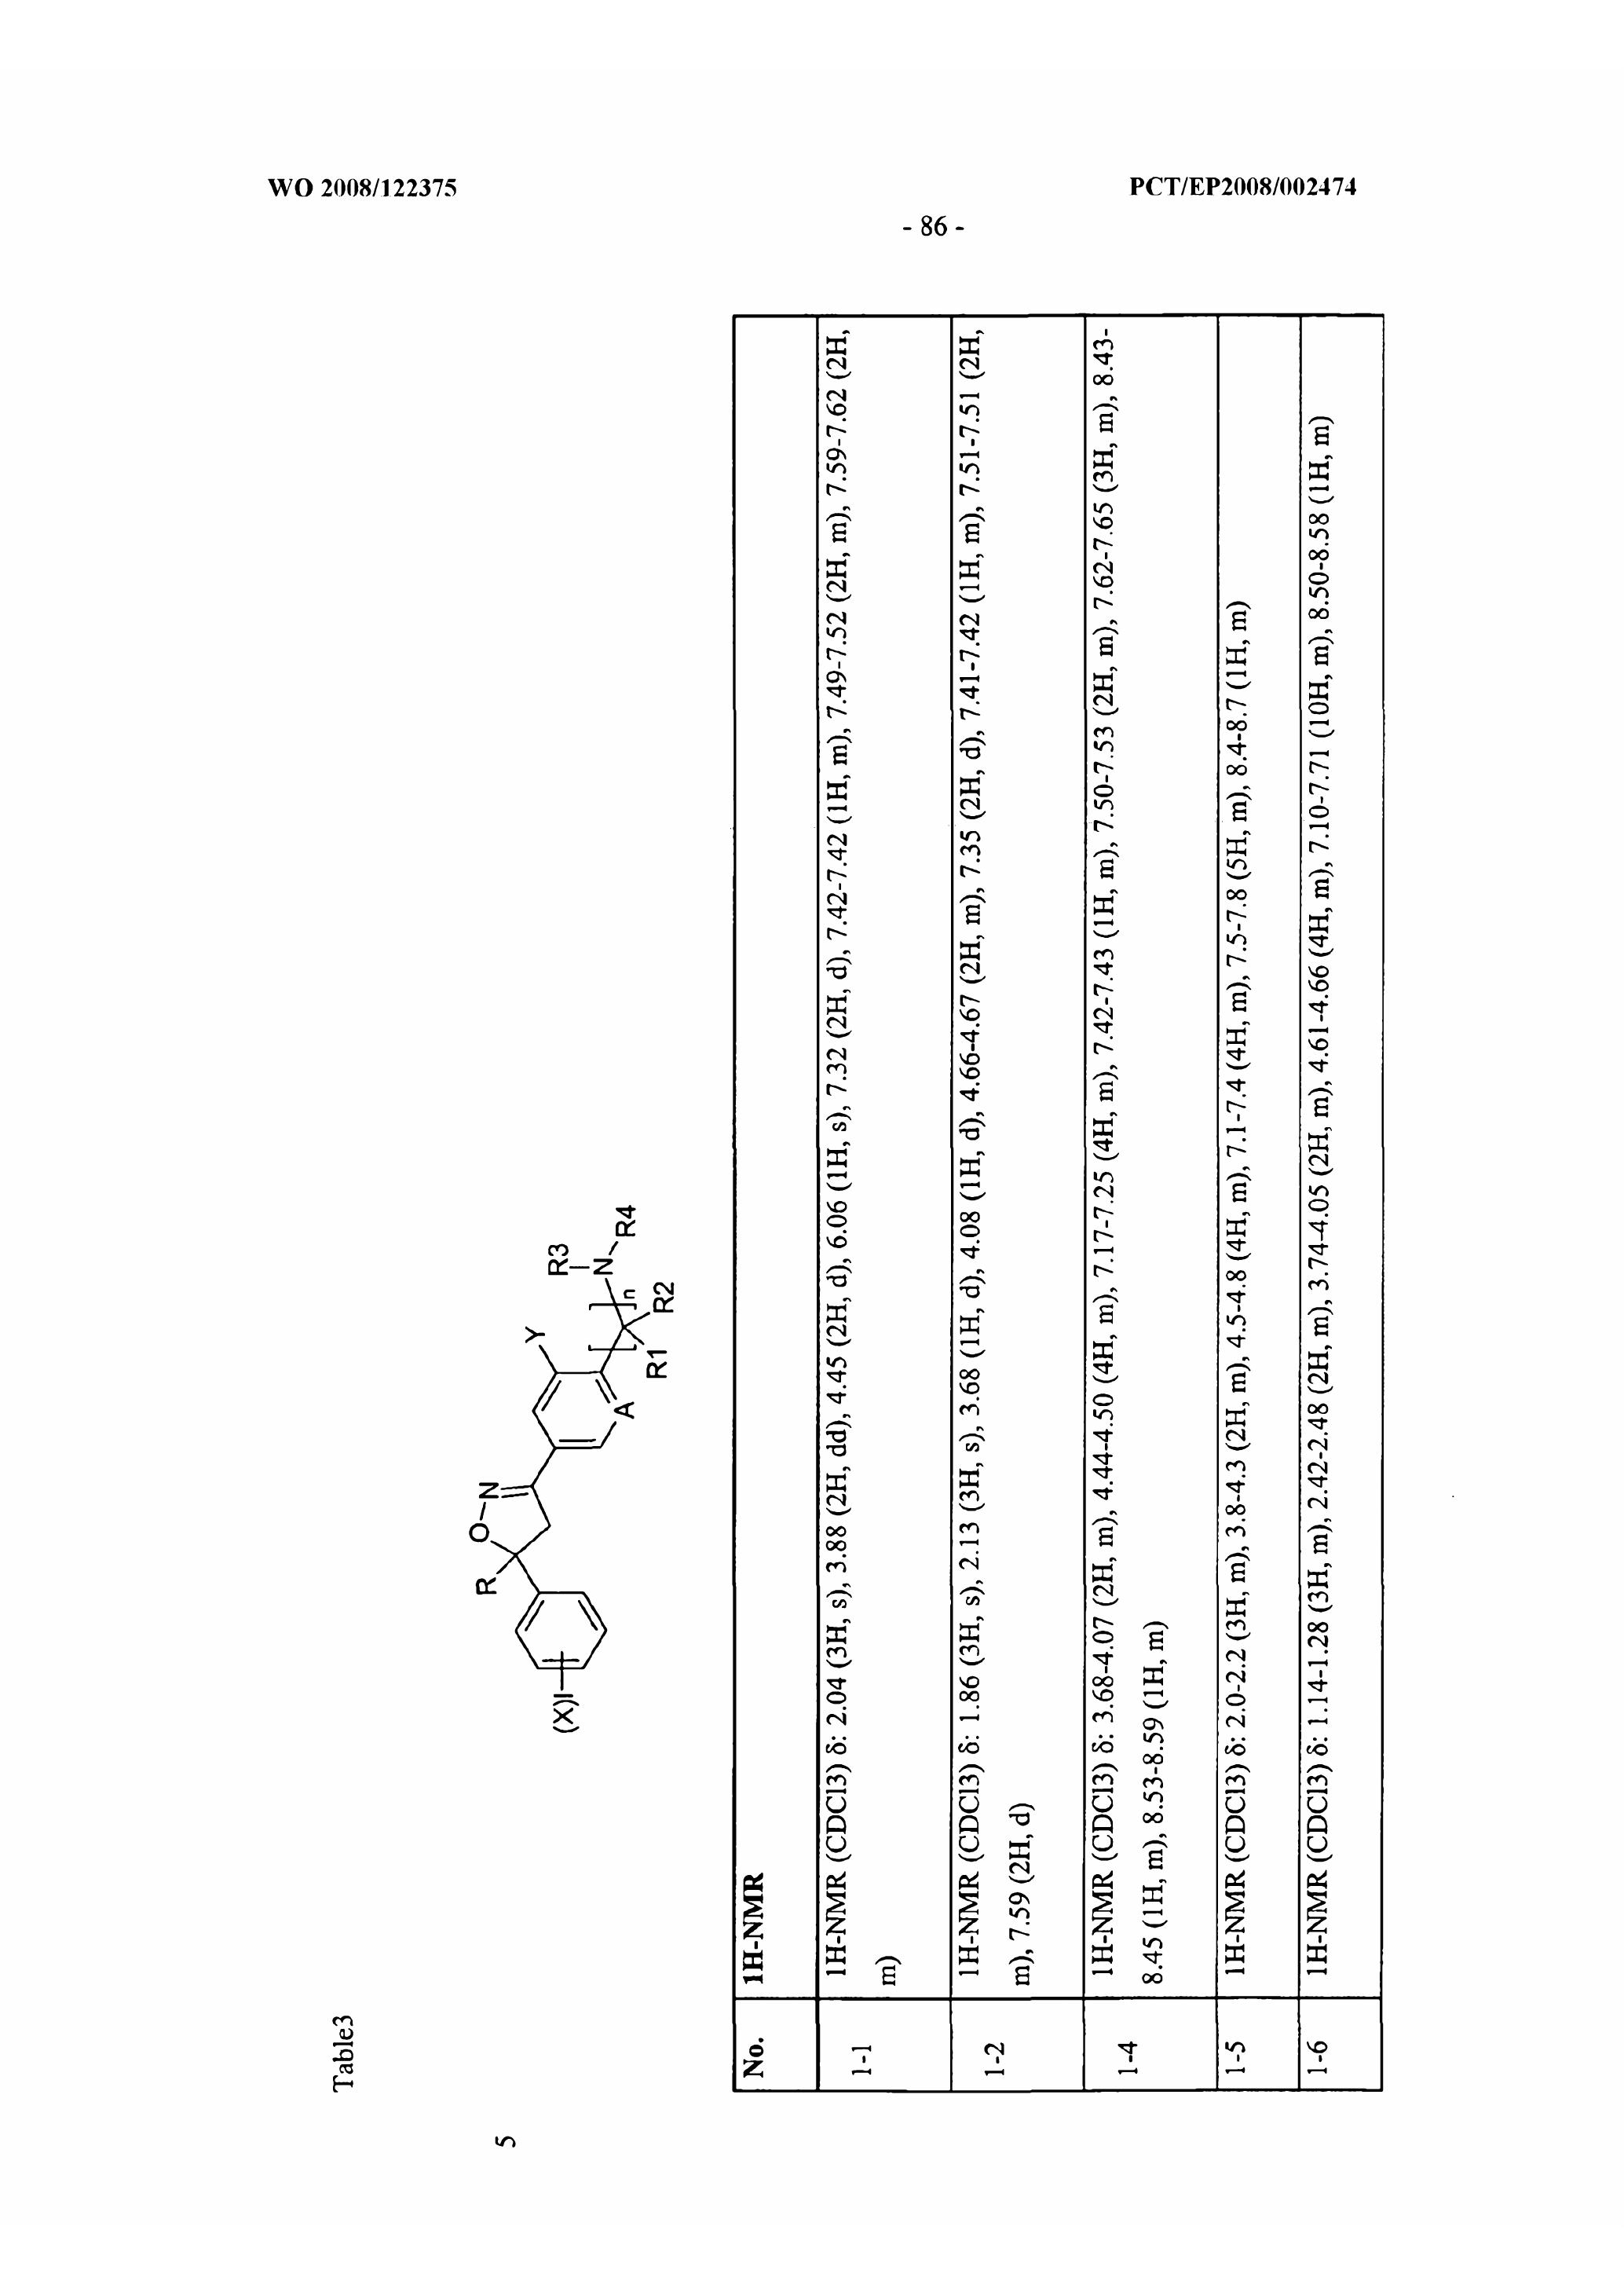 WO 2008/122375
PCT/EP2008/002474
- 86 -
Table3
5
R
O
N
(X)l
Y
A
R3
N
R4
n
R1
R2
No.
1H-NMR
1-1
1H-NMR (CDCl3) δ: 2.04 (3H, s), 3.88 (2H, dd), 4.45 (2H, d), 6.06 (1H, s), 7.32 (2H, d), 7.42-7.42 (1H, m), 7.49-7.52 (2H, m), 7.59-7.62 (2H,
m)
1-2
1H-NMR (CDCl3) δ: 1.86 (3H, s), 2.13 (3H, s), 3.68 (1H, d), 4.08 (1H, d), 4.66-4.67 (2H, m), 7.35 (2H, d), 7.41-7.42 (1H, m), 7.51-7.51 (2H,
m), 7.59 (2H, d)
1-4
1H-NMR (CDCl3) δ: 3.68-4.07 (2H, m), 4.44-4.50 (4H, m), 7.17-7.25 (4H, m), 7.42-7.43 (1H, m), 7.50-7.53 (2H, m), 7.62-7.65 (3H, m), 8.43-
8.45 (1H, m), 8.53-8.59 (1H, m)
1-5
1H-NMR (CDCl3) δ: 2.0-2.2 (3H, m), 3.8-4.3 (2H, m), 4.5-4.8 (4H, m), 7.1-7.4 (4H, m), 7.5-7.8 (5H, m), 8.4-8.7 (1H, m)
1-6
1H-NMR (CDCl3) δ: 1.14-1.28 (3H, m), 2.42-2.48 (2H, m), 3.74-4.05 (2H, m), 4.61-4.66 (4H, m), 7.10-7.71 (10H, m), 8.50-8.58 (1H, m)